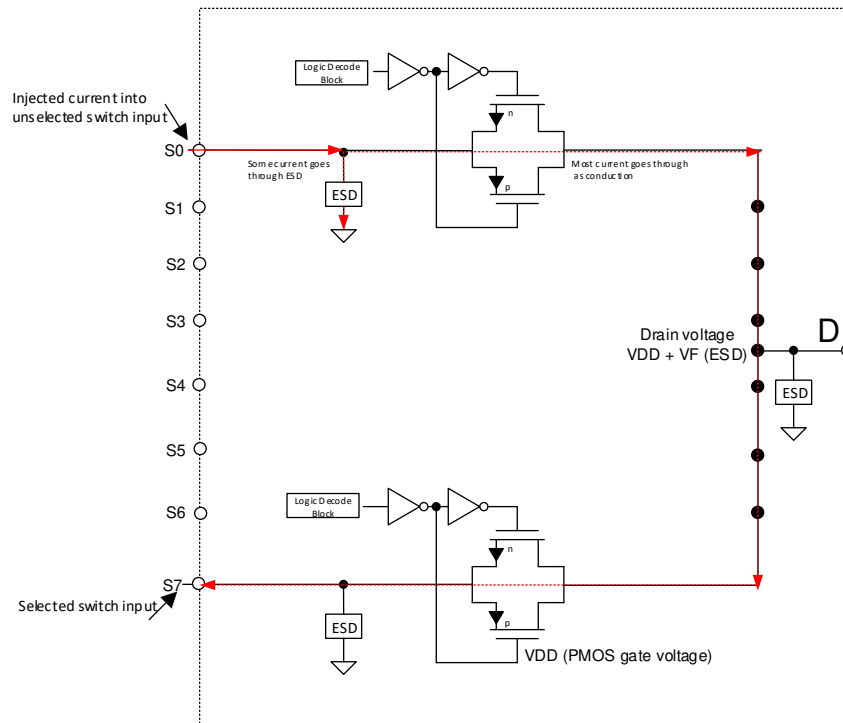 Logic Decode
Block
Injected current into
unselected switch input
n
S0
Some current goes
through ESD
Most current goes through
as conduction
ESD
p
S1
S2
S3
Drain voltage
VDD + VF (ESD)
D
S4
ESD
S5
Logic Decode
Block
S6
n
S7
Selected switch input
ESD
p
VDD (PMOS gate voltage)